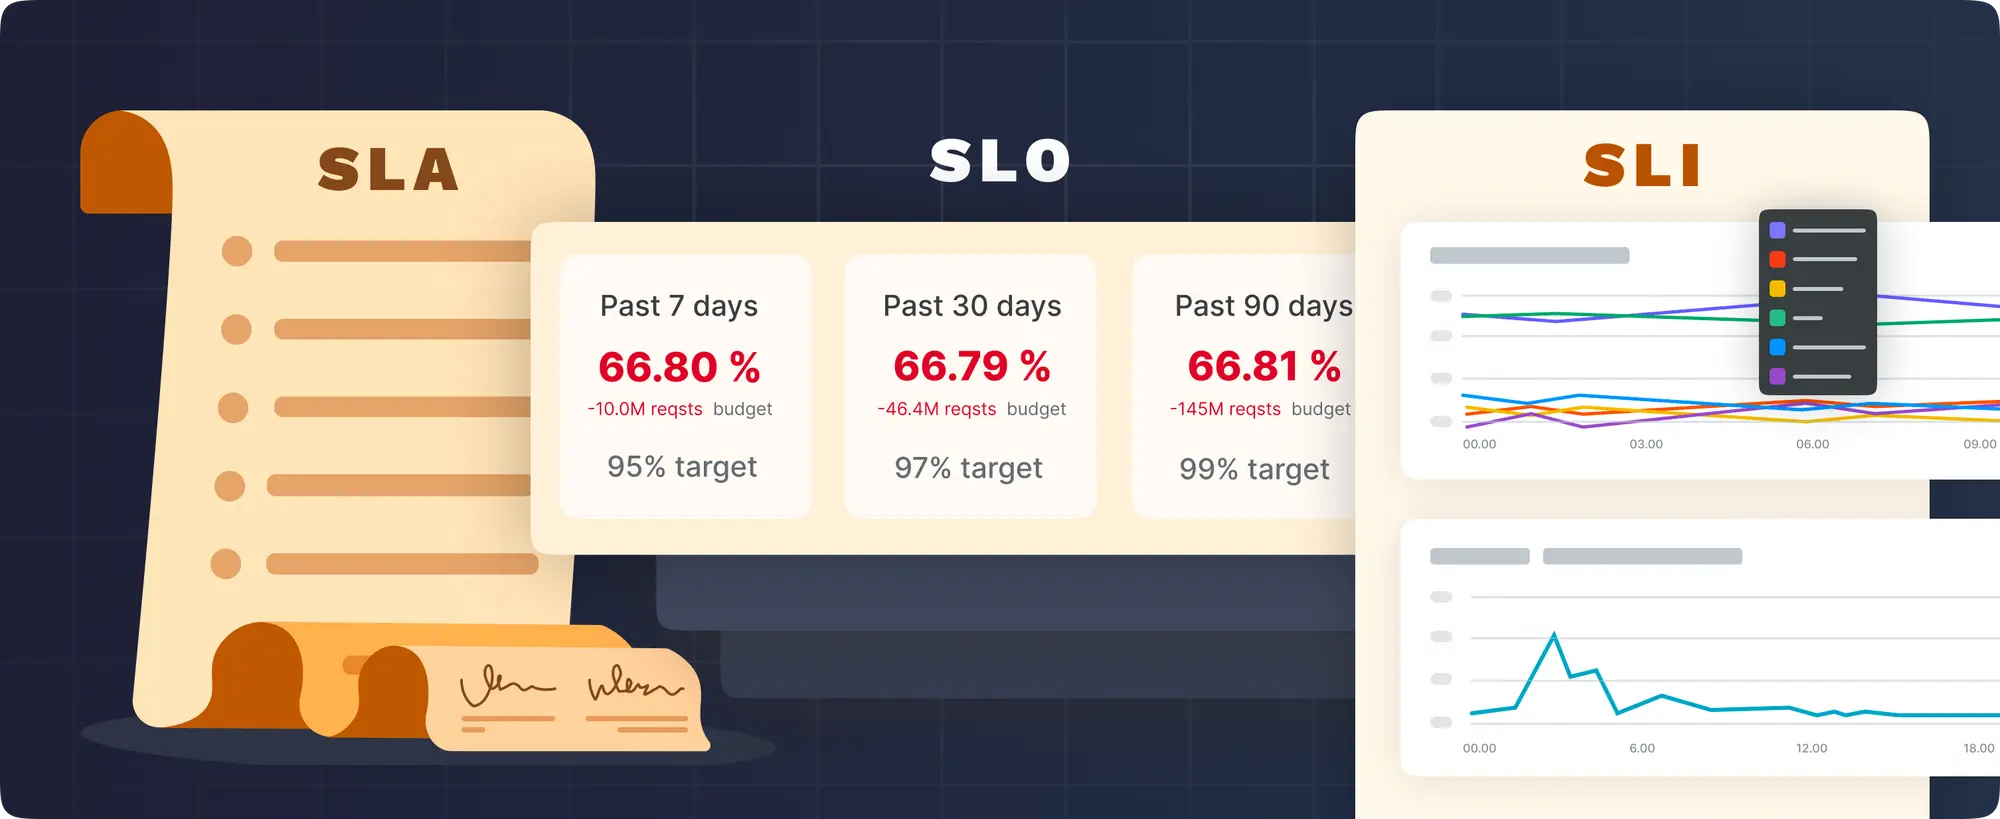 SLA
SLO
Past 7 days
66.80 %
-10.0M reqsts budget
95% target
Past 30 days
66.79 %
-46.4M reqsts budget
97% target
Past 90 days
66.81 %
-145M reqsts budget
99% target
SLI
00.00 03.00 06.00 09.00
00.00 6.00 12.00 18.00